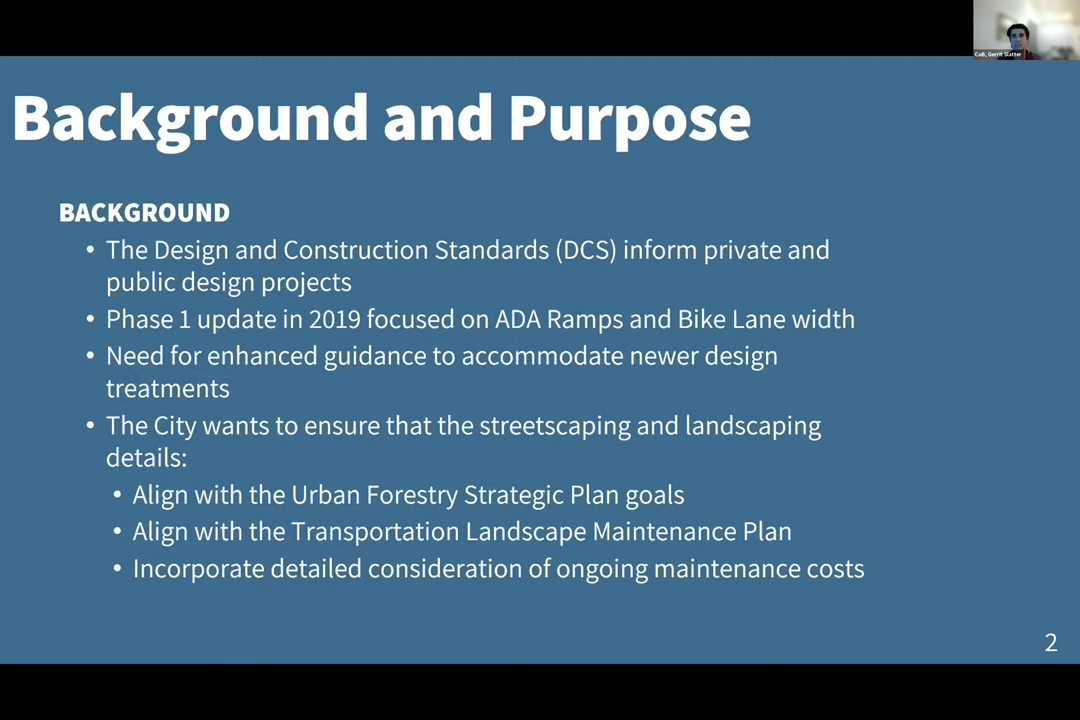 CoB, Gerrit Slatter
Background and Purpose
BACKGROUND
• The Design and Construction Standards (DCS) inform private and
public design projects
• Phase 1 update in 2019 focused on ADA Ramps and Bike Lane width
• Need for enhanced guidance to accommodate newer design
treatments
• The City wants to ensure that the streetscaping and landscaping
details:
• Align with the Urban Forestry Strategic Plan goals
• Align with the Transportation Landscape Maintenance Plan
• Incorporate detailed consideration of ongoing maintenance costs
2